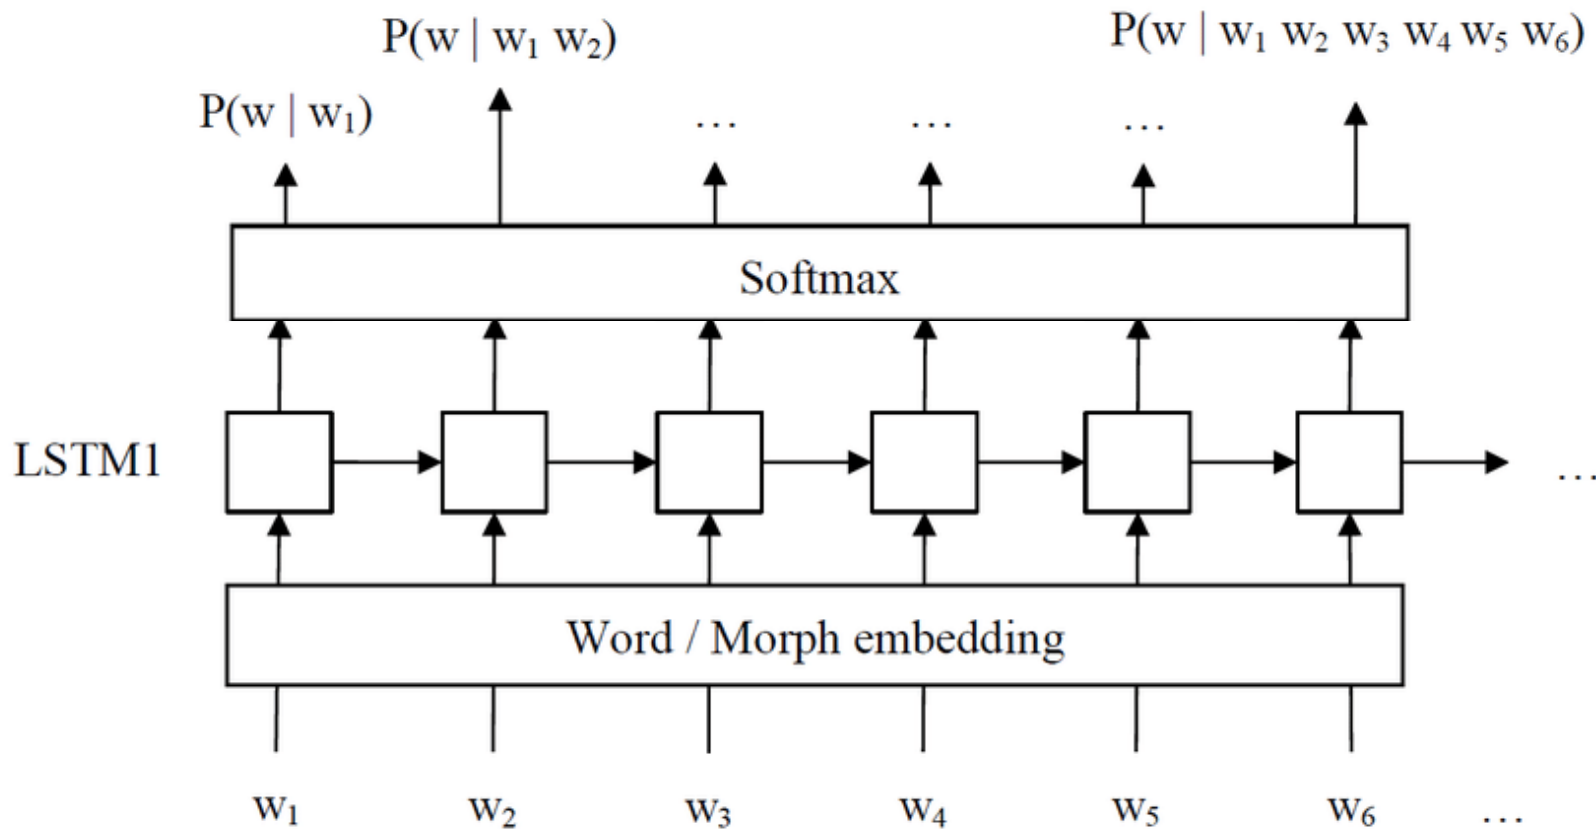 P(w | w₁ w₂)
P(w | w₁ w₂ w₃ w₄ w₅ w₆)
P(w | w₁)
… … …
Softmax
LSTM1
…
Word / Morph embedding
w₁ w₂ w₃ w₄ w₅ w₆ …